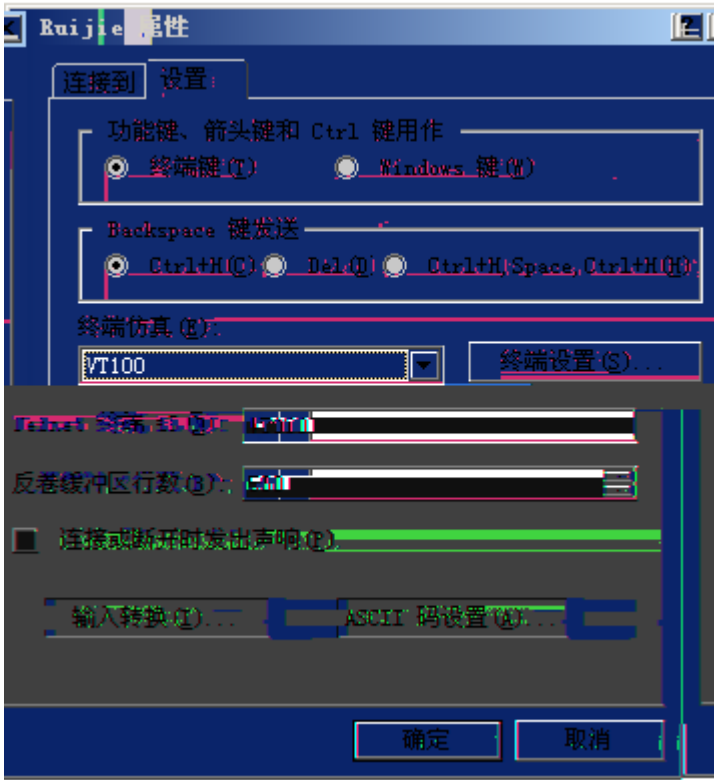 Ruijie 属性
连接到 设置
功能键、箭头键和 Ctrl 键用作
终端键(T) Windows 键(W)
Backspace 键发送
Ctrl+H(C) Del(D) Ctrl+H,Space,Ctrl+H(H)
终端仿真(E):
VT100 终端设置(S)...
Telnet 终端
反卷缓冲区行数(B):
连接或断开时发出声响(P)
输入转换(I)... ASCII 码设置(A)...
确定 取消